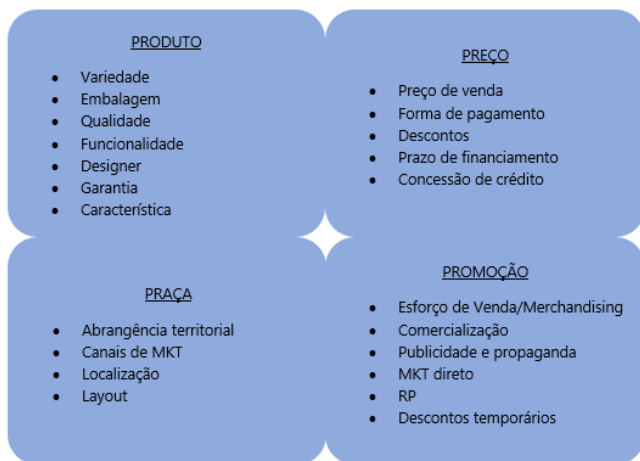 PRODUTO
• Variedade
• Embalagem
• Qualidade
• Funcionalidade
• Designer
• Garantia
• Característica
PREÇO
• Preço de venda
• Forma de pagamento
• Descontos
• Prazo de financiamento
• Concessão de crédito
PRAÇA
• Abrangência territorial
• Canais de MKT
• Localização
• Layout
PROMOÇÃO
• Esforço de Venda/Merchandising
• Comercialização
• Publicidade e propaganda
• MKT direto
• RP
• Descontos temporários